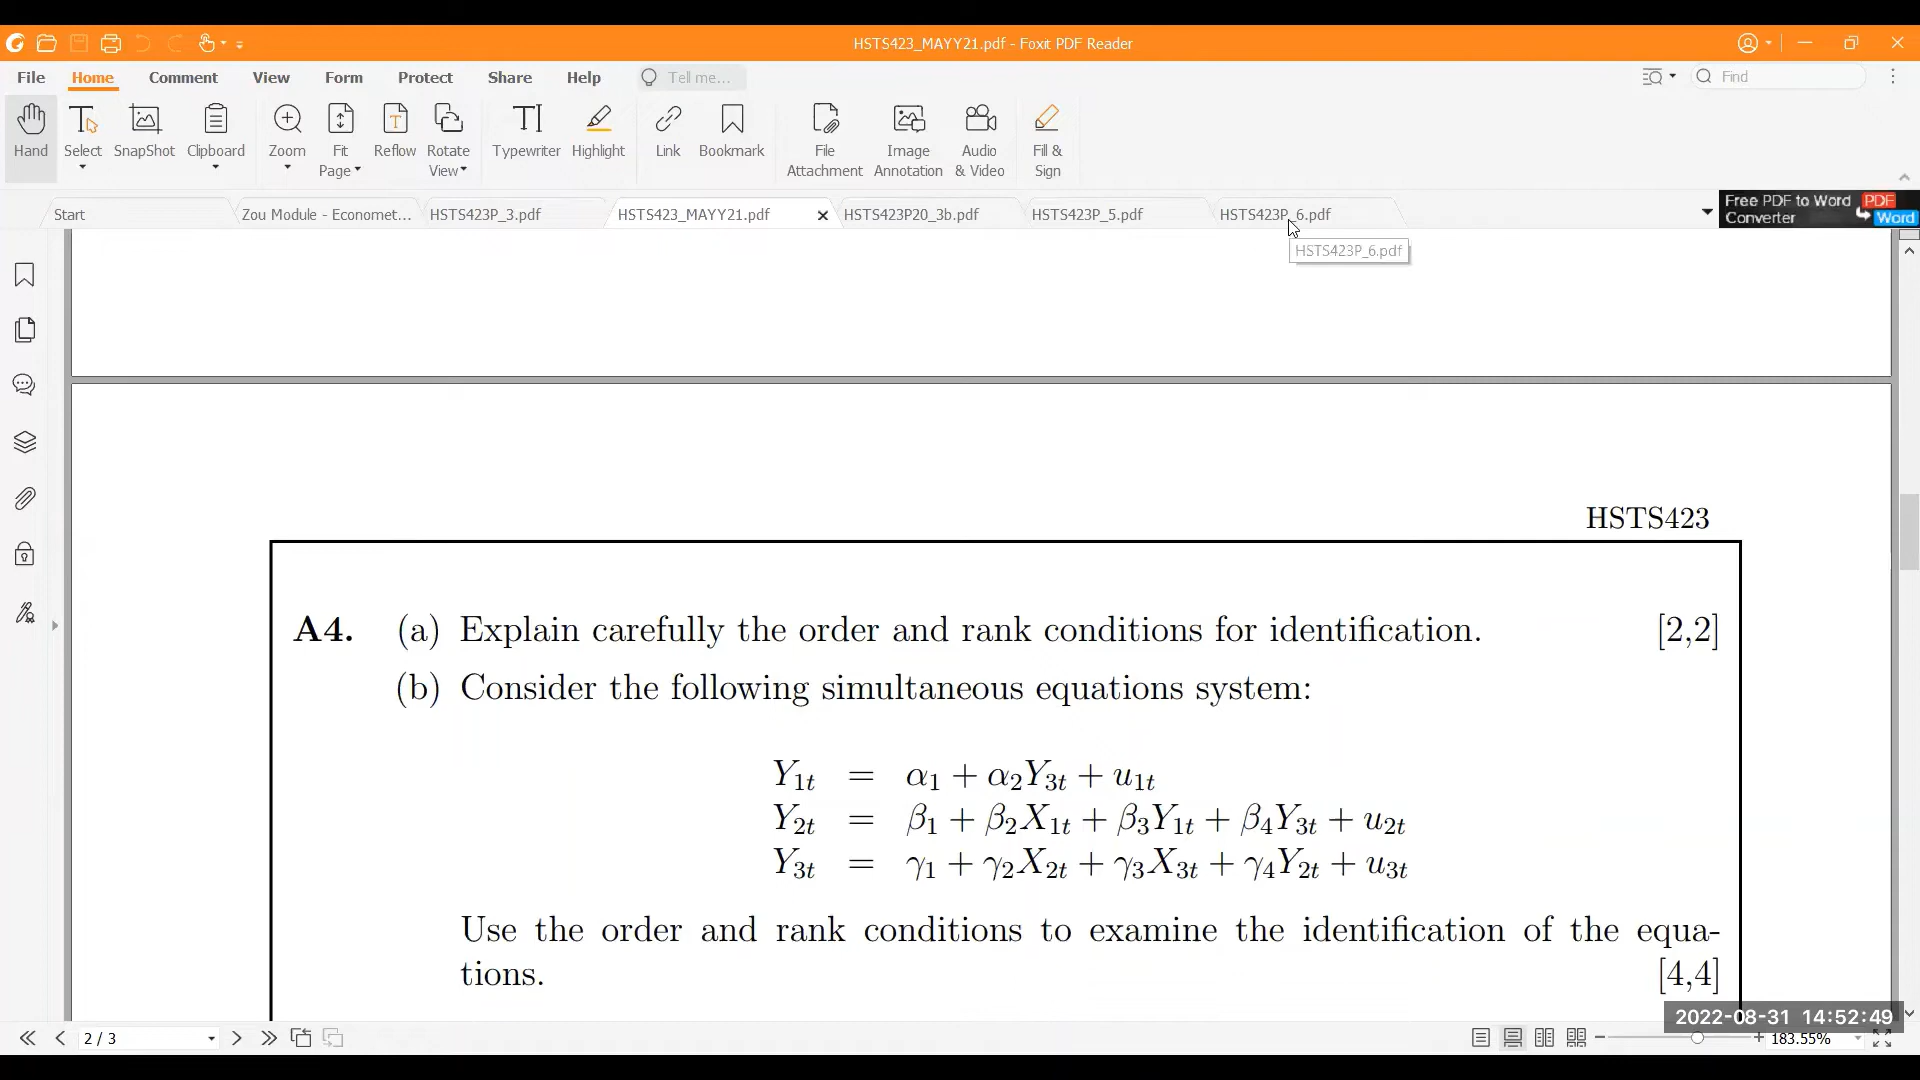 HSTS423_MAYY21.pdf - Foxit PDF Reader
File Home Comment View Form Protect Share Help Tell me... Find
Hand Select SnapShot Clipboard Zoom Fit Page Reflow Rotate View Typewriter Highlight Link Bookmark File Attachment Image Annotation Audio & Video Fill & Sign
Start Zou Module - Economet... HSTS423P_3.pdf HSTS423_MAYY21.pdf HSTS423P20_3b.pdf HSTS423P_5.pdf HSTS423P_6.pdf
Free PDF to Word Converter PDF Word
HSTS423P_6.pdf
HSTS423
A4. (a) Explain carefully the order and rank conditions for identification. [2,2]
(b) Consider the following simultaneous equations system:
Y₁ₜ = α₁ + α₂Y₃ₜ + u₁ₜ
Y₂ₜ = β₁ + β₂X₁ₜ + β₃Y₁ₜ + β₄Y₃ₜ + u₂ₜ
Y₃ₜ = γ₁ + γ₂X₂ₜ + γ₃X₃ₜ + γ₄Y₂ₜ + u₃ₜ
Use the order and rank conditions to examine the identification of the equa-
tions. [4,4]
2022-08-31 14:52:49
2 / 3 183.55%